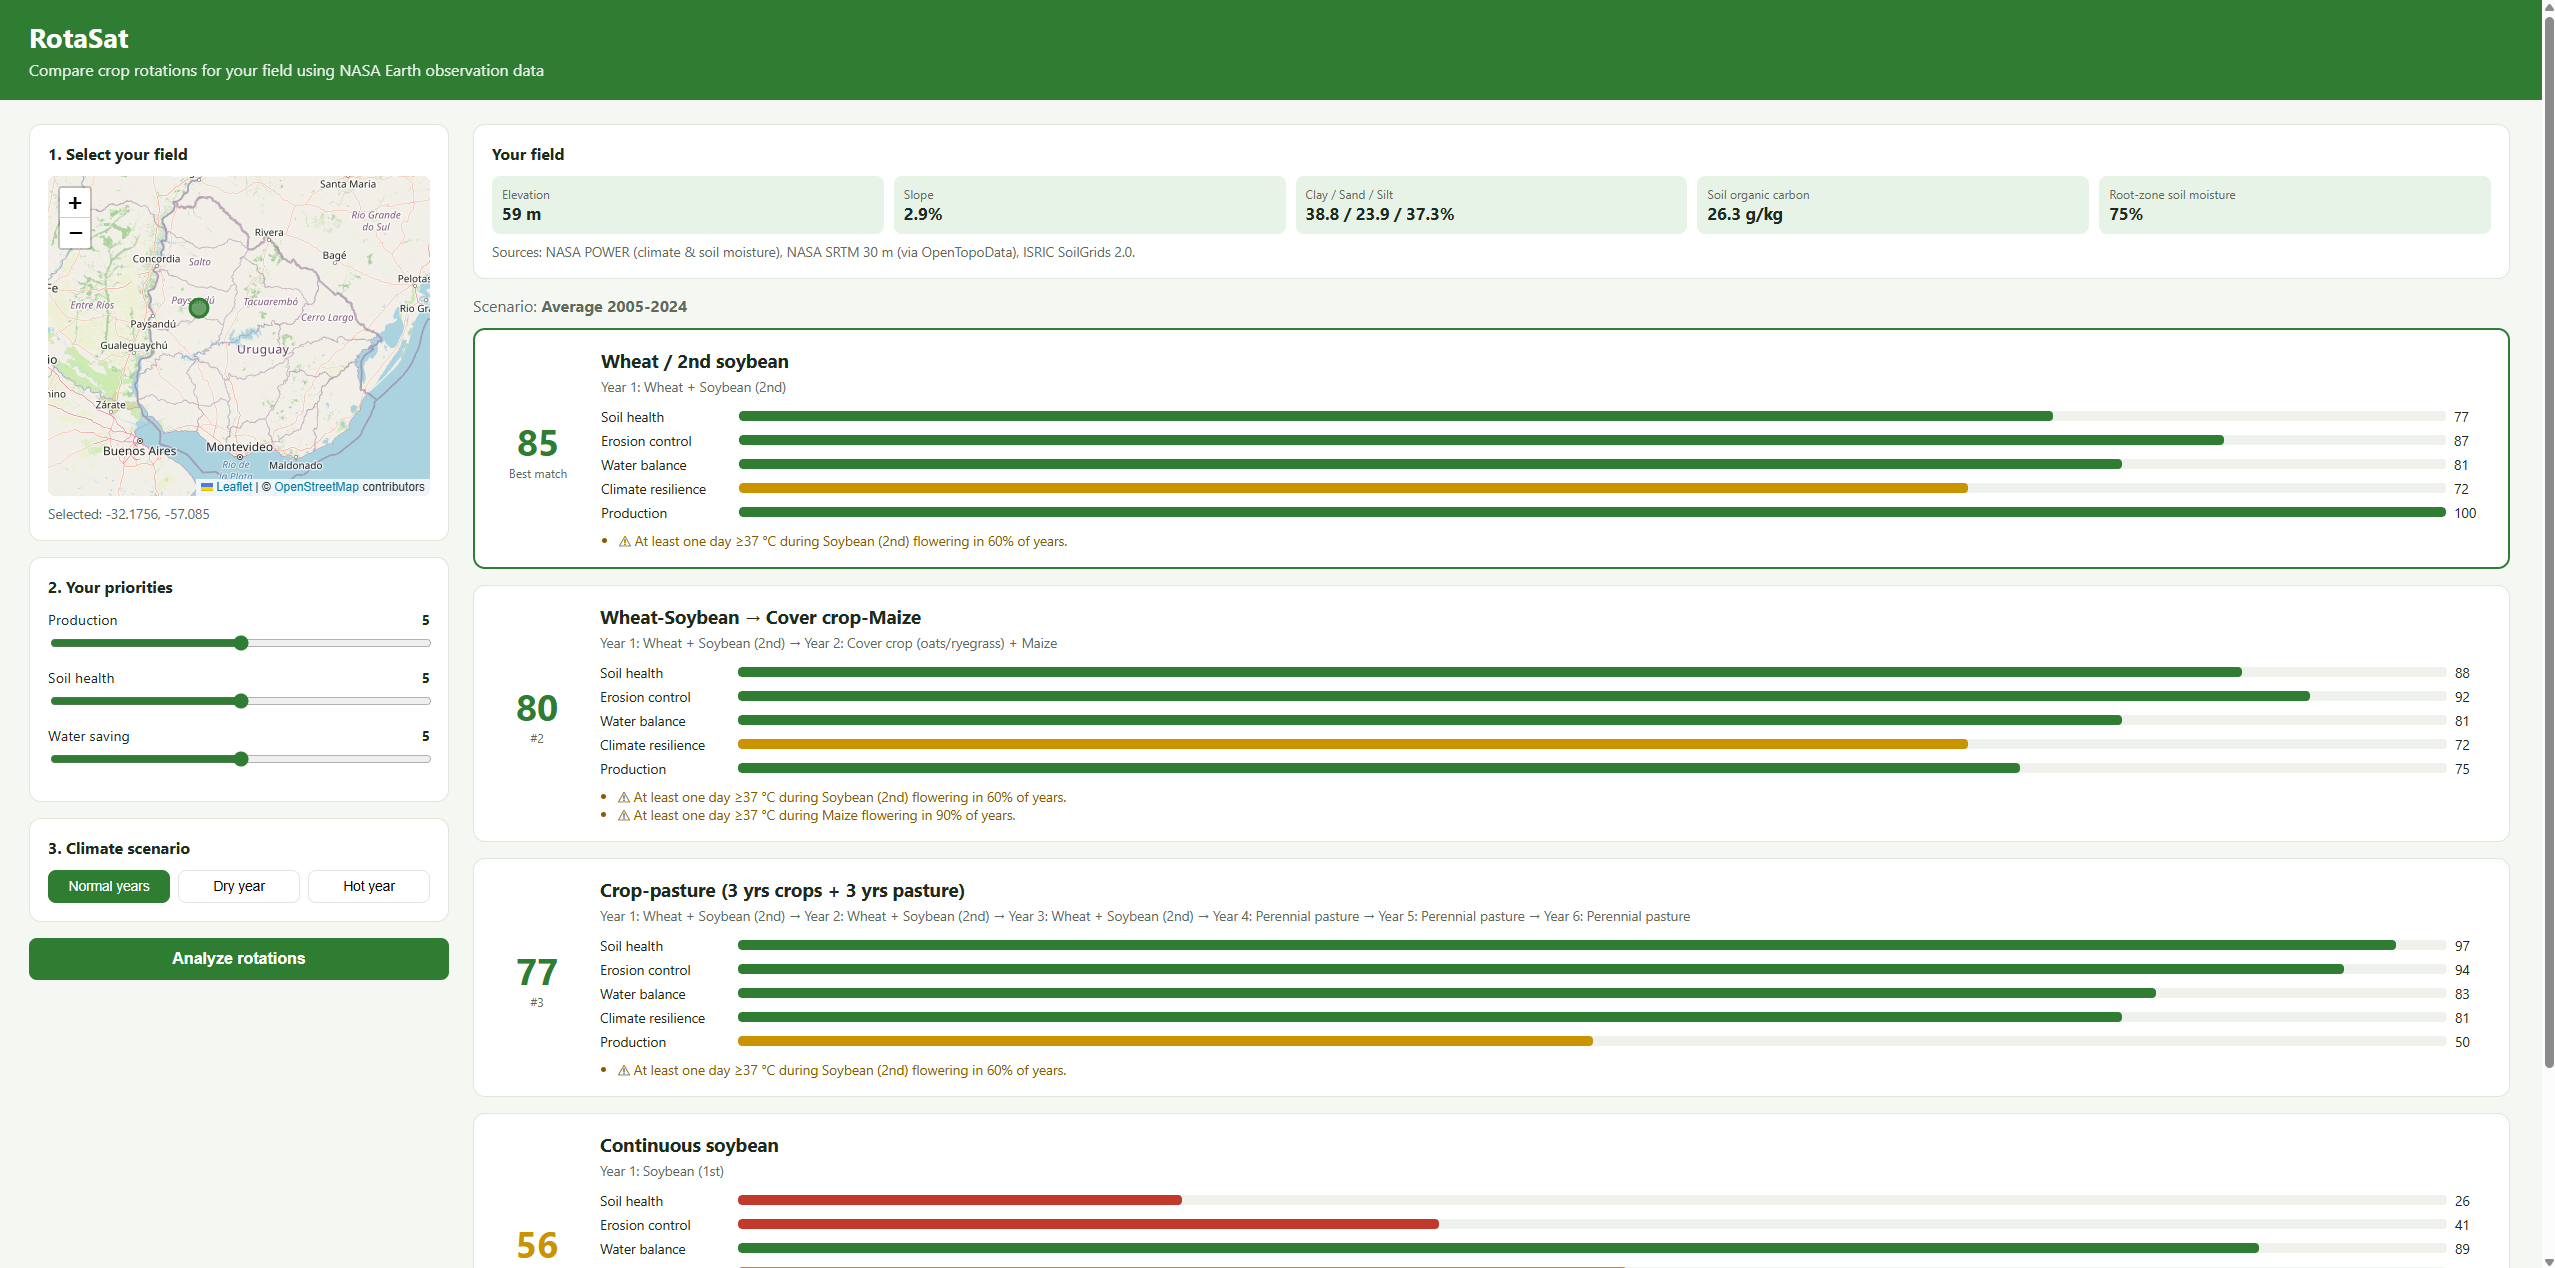 RotaSat
Compare crop rotations for your field using NASA Earth observation data
1. Select your field
+
−
Santa Maria
Rio Grande
do Sul
Rivera
Bagé
Concordia
Salto
Pelotas
Fe
Entre Ríos
Paysandú
Tacuarembó
Rio Gra
Cerro Largo
Paysandú
Gualeguaychú
Uruguay
io
nino
Zárate
Montevideo
Buenos Aires
Río de
la Plata
Maldonado
Leaflet | © OpenStreetMap contributors
Selected: -32.1756, -57.085
2. Your priorities
Production 5
Soil health 5
Water saving 5
3. Climate scenario
Normal years Dry year Hot year
Analyze rotations
Your field
Elevation
59 m
Slope
2.9%
Clay / Sand / Silt
38.8 / 23.9 / 37.3%
Soil organic carbon
26.3 g/kg
Root-zone soil moisture
75%
Sources: NASA POWER (climate & soil moisture), NASA SRTM 30 m (via OpenTopoData), ISRIC SoilGrids 2.0.
Scenario: Average 2005-2024
85
Best match
Wheat / 2nd soybean
Year 1: Wheat + Soybean (2nd)
Soil health 77
Erosion control 87
Water balance 81
Climate resilience 72
Production 100
• ⚠ At least one day ≥37 °C during Soybean (2nd) flowering in 60% of years.
80
#2
Wheat-Soybean → Cover crop-Maize
Year 1: Wheat + Soybean (2nd) → Year 2: Cover crop (oats/ryegrass) + Maize
Soil health 88
Erosion control 92
Water balance 81
Climate resilience 72
Production 75
• ⚠ At least one day ≥37 °C during Soybean (2nd) flowering in 60% of years.
• ⚠ At least one day ≥37 °C during Maize flowering in 90% of years.
77
#3
Crop-pasture (3 yrs crops + 3 yrs pasture)
Year 1: Wheat + Soybean (2nd) → Year 2: Wheat + Soybean (2nd) → Year 3: Wheat + Soybean (2nd) → Year 4: Perennial pasture → Year 5: Perennial pasture → Year 6: Perennial pasture
Soil health 97
Erosion control 94
Water balance 83
Climate resilience 81
Production 50
• ⚠ At least one day ≥37 °C during Soybean (2nd) flowering in 60% of years.
56
Continuous soybean
Year 1: Soybean (1st)
Soil health 26
Erosion control 41
Water balance 89